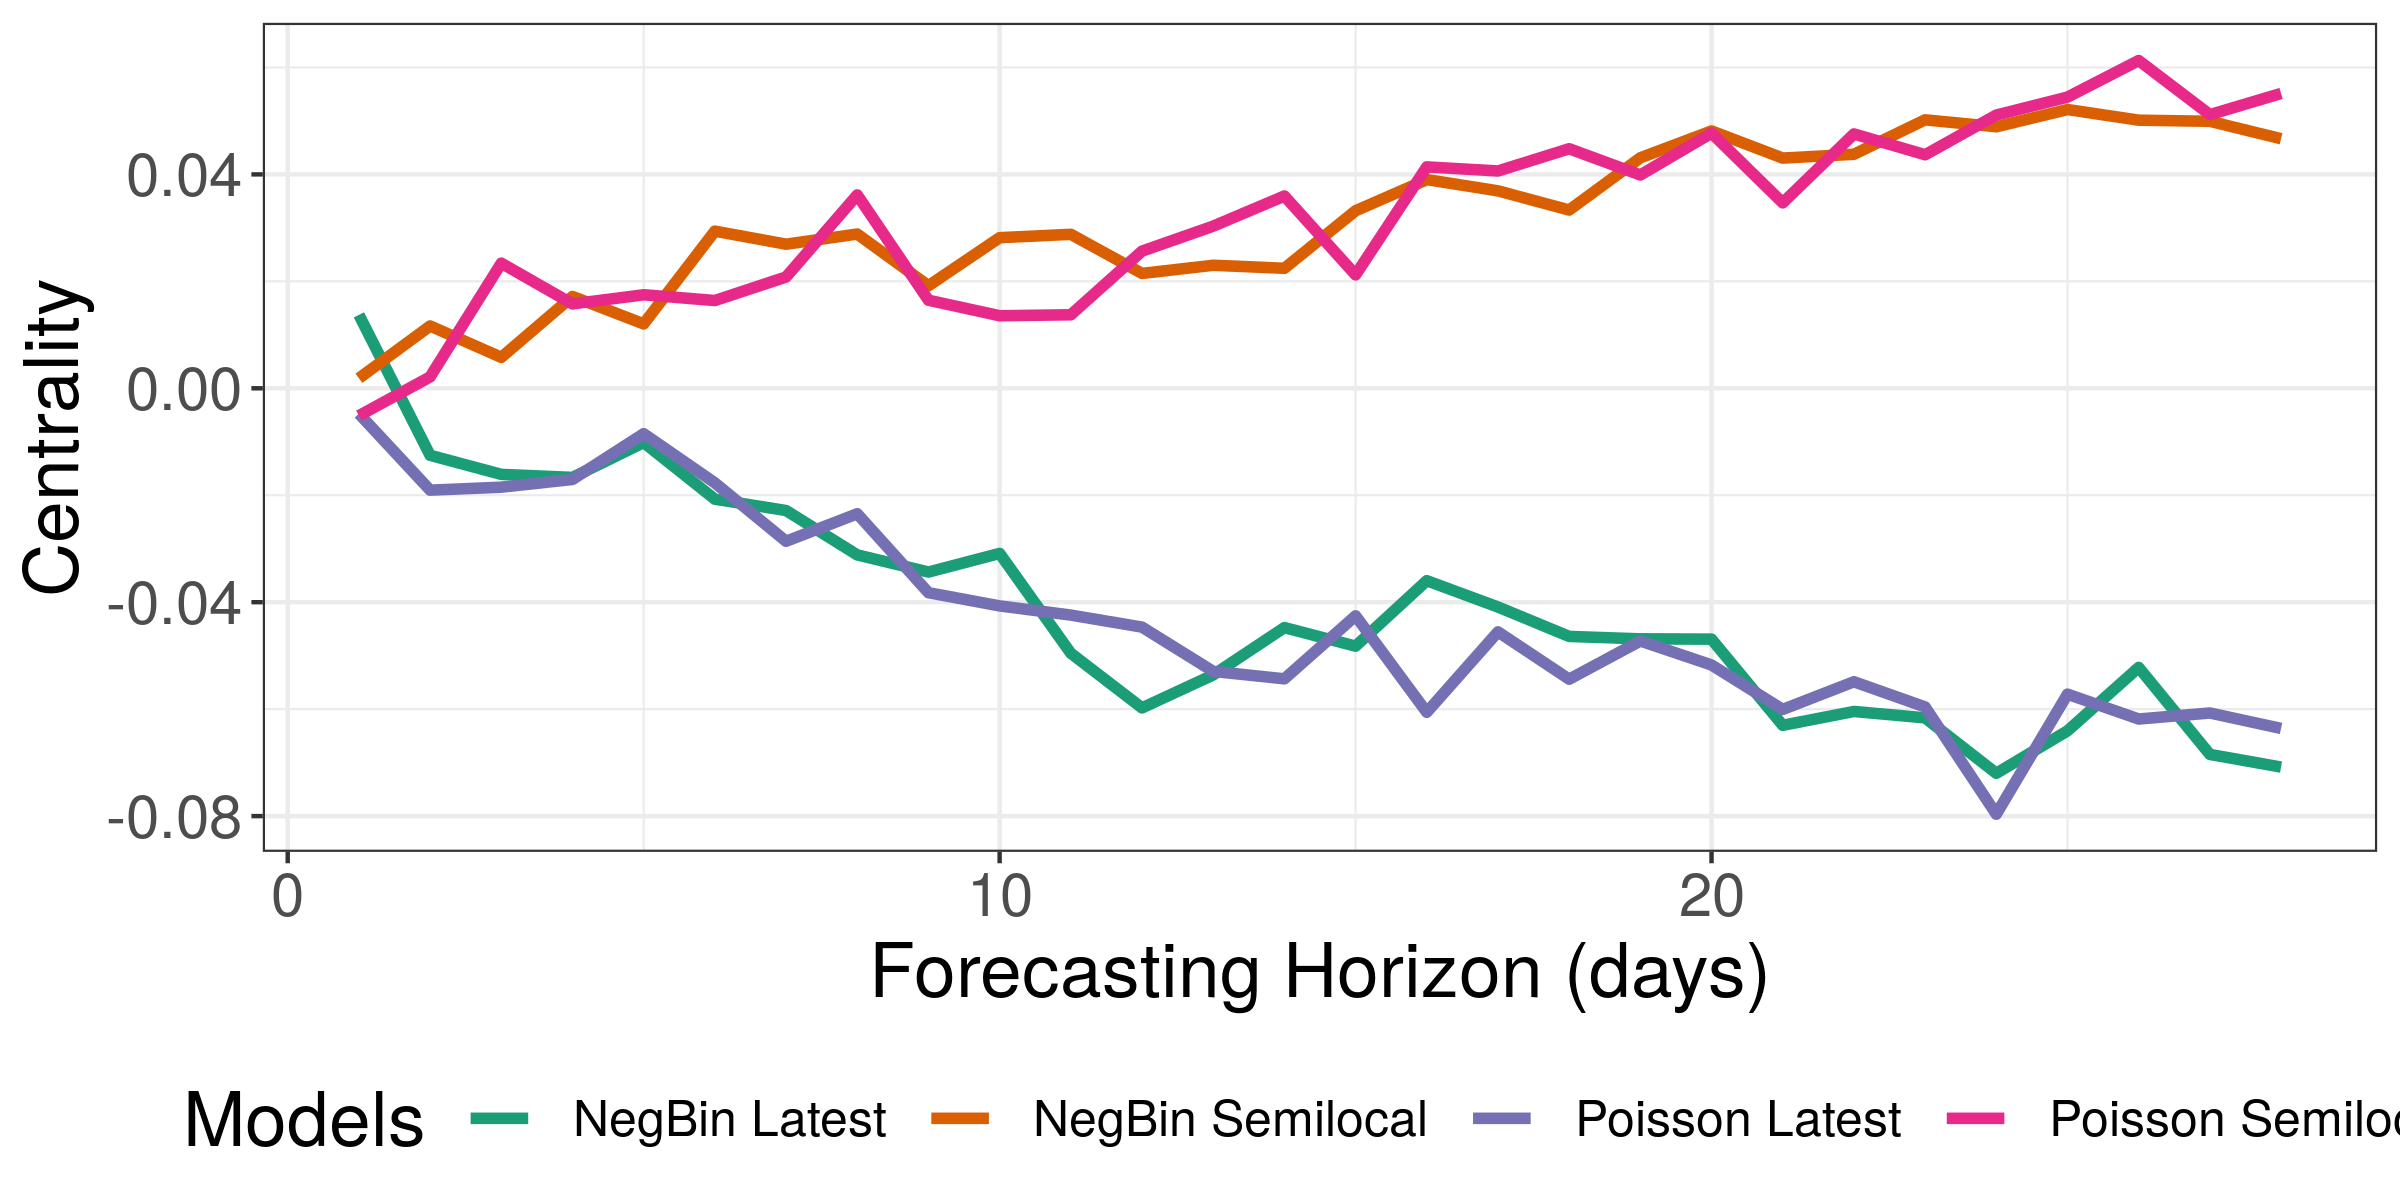 Centrality
0.04
0.00
-0.04
-0.08
0 10 20
Forecasting Horizon (days)
Models NegBin Latest NegBin Semilocal Poisson Latest Poisson